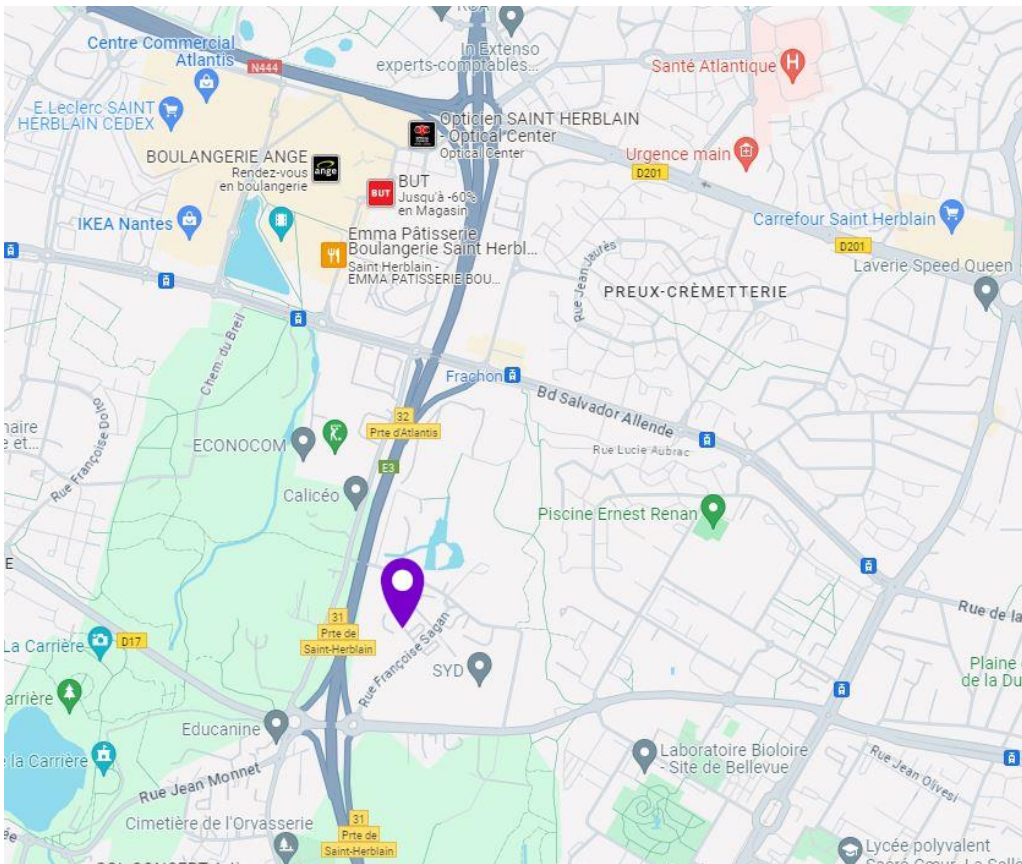 RCA
In Extenso
experts-comptables...
Centre Commercial
Atlantis
N444
Santé Atlantique
H
E.Leclerc SAINT
HERBLAIN CEDEX
Opticien SAINT HERBLAIN
- Optical Center
Optical Center
BOULANGERIE ANGE
Rendez-vous
en boulangerie
ange
Urgence main
D201
BUT
BUT
Jusqu'à -60%
en Magasin
IKEA Nantes
Carrefour Saint Herblain
D201
Emma Pâtisserie
Boulangerie Saint Herbl...
Saint Herblain -
EMMA PATISSERIE BOU...
Rue Jean Jaurès
Laverie Speed Queen
PREUX-CRÈMETTERIE
Chem. du Breil
Frachon
Bd Salvador Allende
32
Prte d'Atlantis
naire
e et...
Rue Françoise Dolto
ECONOCOM
E3
Rue Lucie Aubrac
Calicéo
Piscine Ernest Renan
E
31
Prte de
Saint-Herblain
Rue Françoise Sagan
Rue de la
La Carrière
D17
SYD
Plaine
de la Du
arrière
Educanine
e la Carrière
Rue Jean Monnet
Laboratoire Bioloire
- Site de Bellevue
Rue Jean Olivesi
Cimetière de l'Orvasserie
31
Prte de
Saint-Herblain
Lycée polyvalent